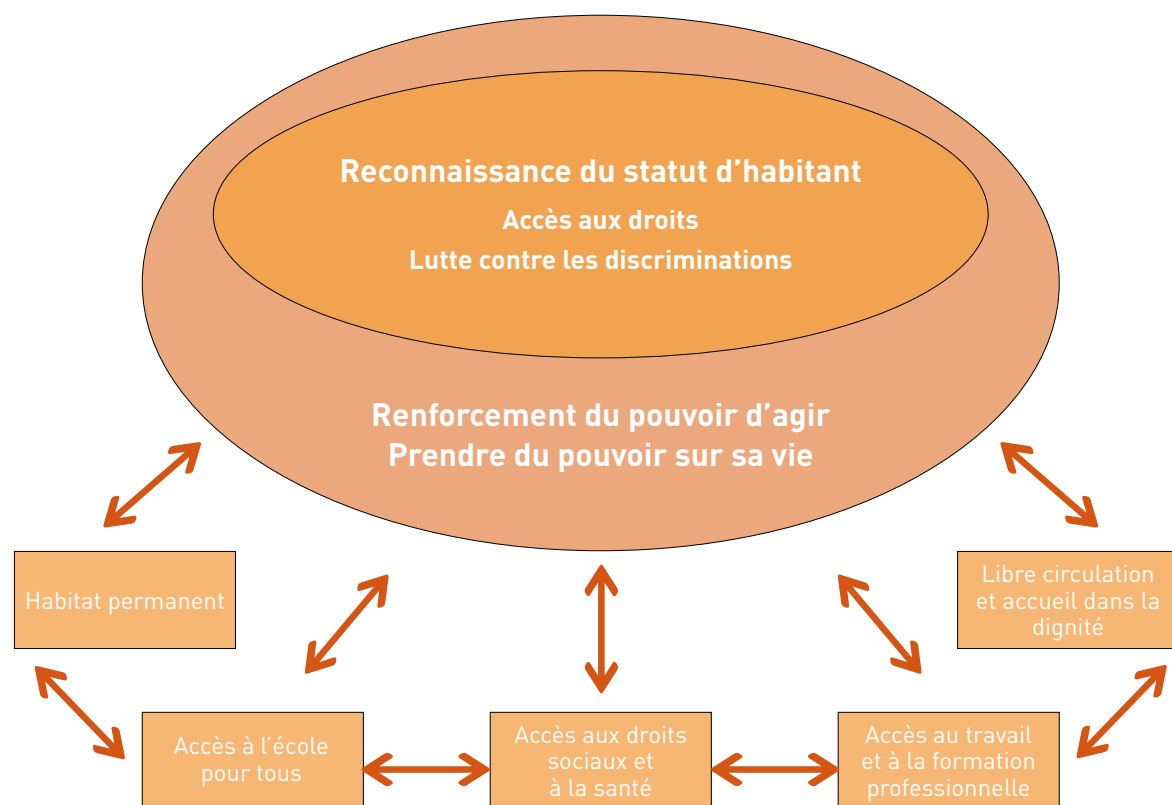 Reconnaissance du statut d’habitant
Accès aux droits
Lutte contre les discriminations
Renforcement du pouvoir d’agir
Prendre du pouvoir sur sa vie
Habitat permanent
Libre circulation
et accueil dans la
dignité
Accès à l’école
pour tous
Accès aux droits
sociaux et
à la santé
Accès au travail
et à la formation
professionnelle